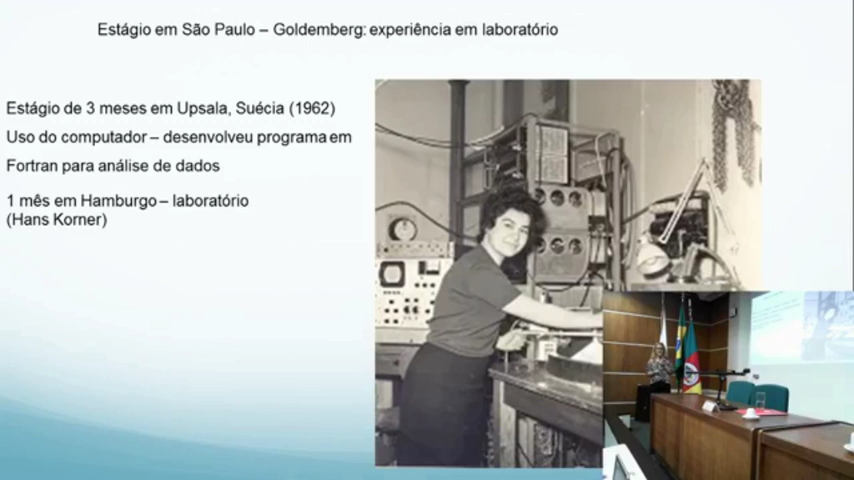 Estágio em São Paulo – Goldemberg: experiência em laboratório
Estágio de 3 meses em Upsala, Suécia (1962)
Uso do computador – desenvolveu programa em
Fortran para análise de dados
1 mês em Hamburgo – laboratório
(Hans Korner)